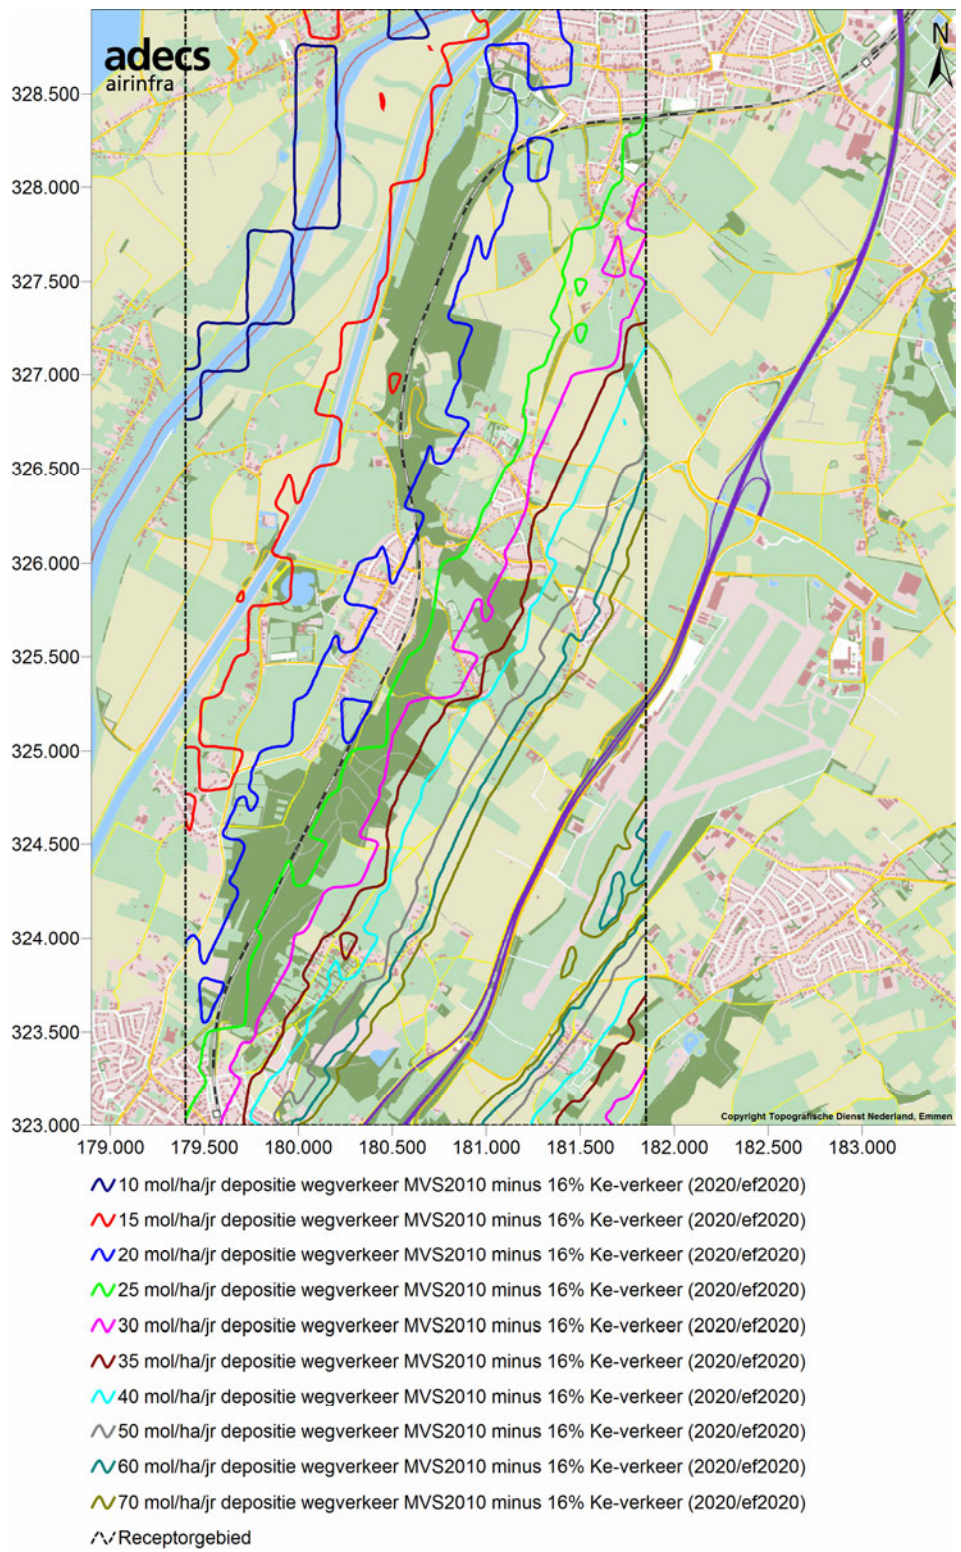 adecs
airinfra
N
328.500
328.000
327.500
327.000
326.500
326.000
325.500
325.000
324.500
324.000
323.500
323.000
Copyright Topografische Dienst Nederland, Emmen
179.000 179.500 180.000 180.500 181.000 181.500 182.000 182.500 183.000
10 mol/ha/jr depositie wegverkeer MVS2010 minus 16% Ke-verkeer (2020/ef2020)
15 mol/ha/jr depositie wegverkeer MVS2010 minus 16% Ke-verkeer (2020/ef2020)
20 mol/ha/jr depositie wegverkeer MVS2010 minus 16% Ke-verkeer (2020/ef2020)
25 mol/ha/jr depositie wegverkeer MVS2010 minus 16% Ke-verkeer (2020/ef2020)
30 mol/ha/jr depositie wegverkeer MVS2010 minus 16% Ke-verkeer (2020/ef2020)
35 mol/ha/jr depositie wegverkeer MVS2010 minus 16% Ke-verkeer (2020/ef2020)
40 mol/ha/jr depositie wegverkeer MVS2010 minus 16% Ke-verkeer (2020/ef2020)
50 mol/ha/jr depositie wegverkeer MVS2010 minus 16% Ke-verkeer (2020/ef2020)
60 mol/ha/jr depositie wegverkeer MVS2010 minus 16% Ke-verkeer (2020/ef2020)
70 mol/ha/jr depositie wegverkeer MVS2010 minus 16% Ke-verkeer (2020/ef2020)
Receptorgebied